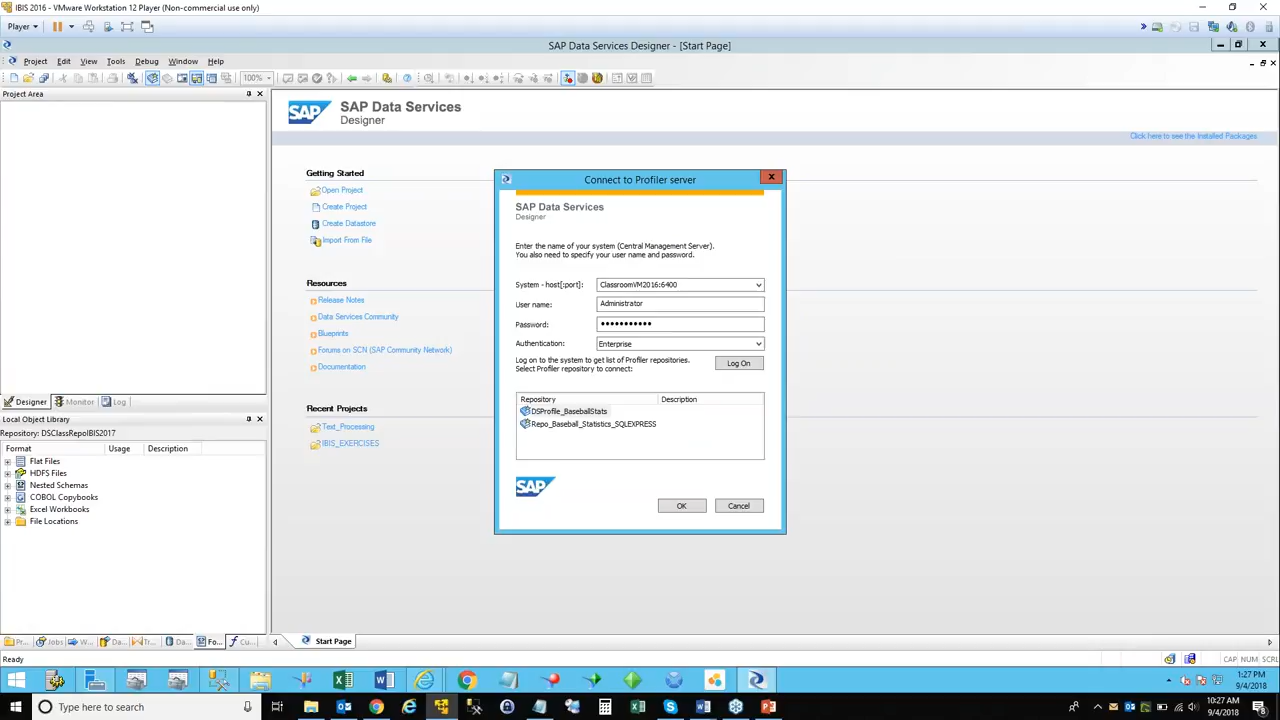 IBIS 2016 - VMware Workstation 12 Player (Non-commercial use only)
Player
SAP Data Services Designer - [Start Page]
Project Edit View Tools Debug Window Help
100%
Project Area
SAP
SAP Data Services
Designer
Click here to see the Installed Packages
Getting Started
Open Project
Create Project
Create Datastore
Import From File
Resources
Release Notes
Data Services Community
Blueprints
Forums on SCN (SAP Community Network)
Documentation
Recent Projects
Text_Processing
IBIS_EXERCISES
Connect to Profiler server
SAP Data Services
Designer
Enter the name of your system (Central Management Server).
You also need to specify your user name and password.
System - host[:port]: ClassroomVM2016:6400
User name: Administrator
Password: •••••••••••
Authentication: Enterprise
Log on to the system to get list of Profiler repositories.
Select Profiler repository to connect:
Log On
Repository Description
DSProfile_BaseballStats
Repo_Baseball_Statistics_SQLEXPRESS
SAP
OK Cancel
Designer Monitor Log
Local Object Library
Repository: DSClassRepoIBIS2017
Format Usage Description
Flat Files
HDFS Files
Nested Schemas
COBOL Copybooks
Excel Workbooks
File Locations
Pr... Jobs W... Da... Tr... Da... Fo... Cu...
Start Page
Ready
CAP NUM SCRL
1:27 PM
9/4/2018
Type here to search
10:27 AM
9/4/2018